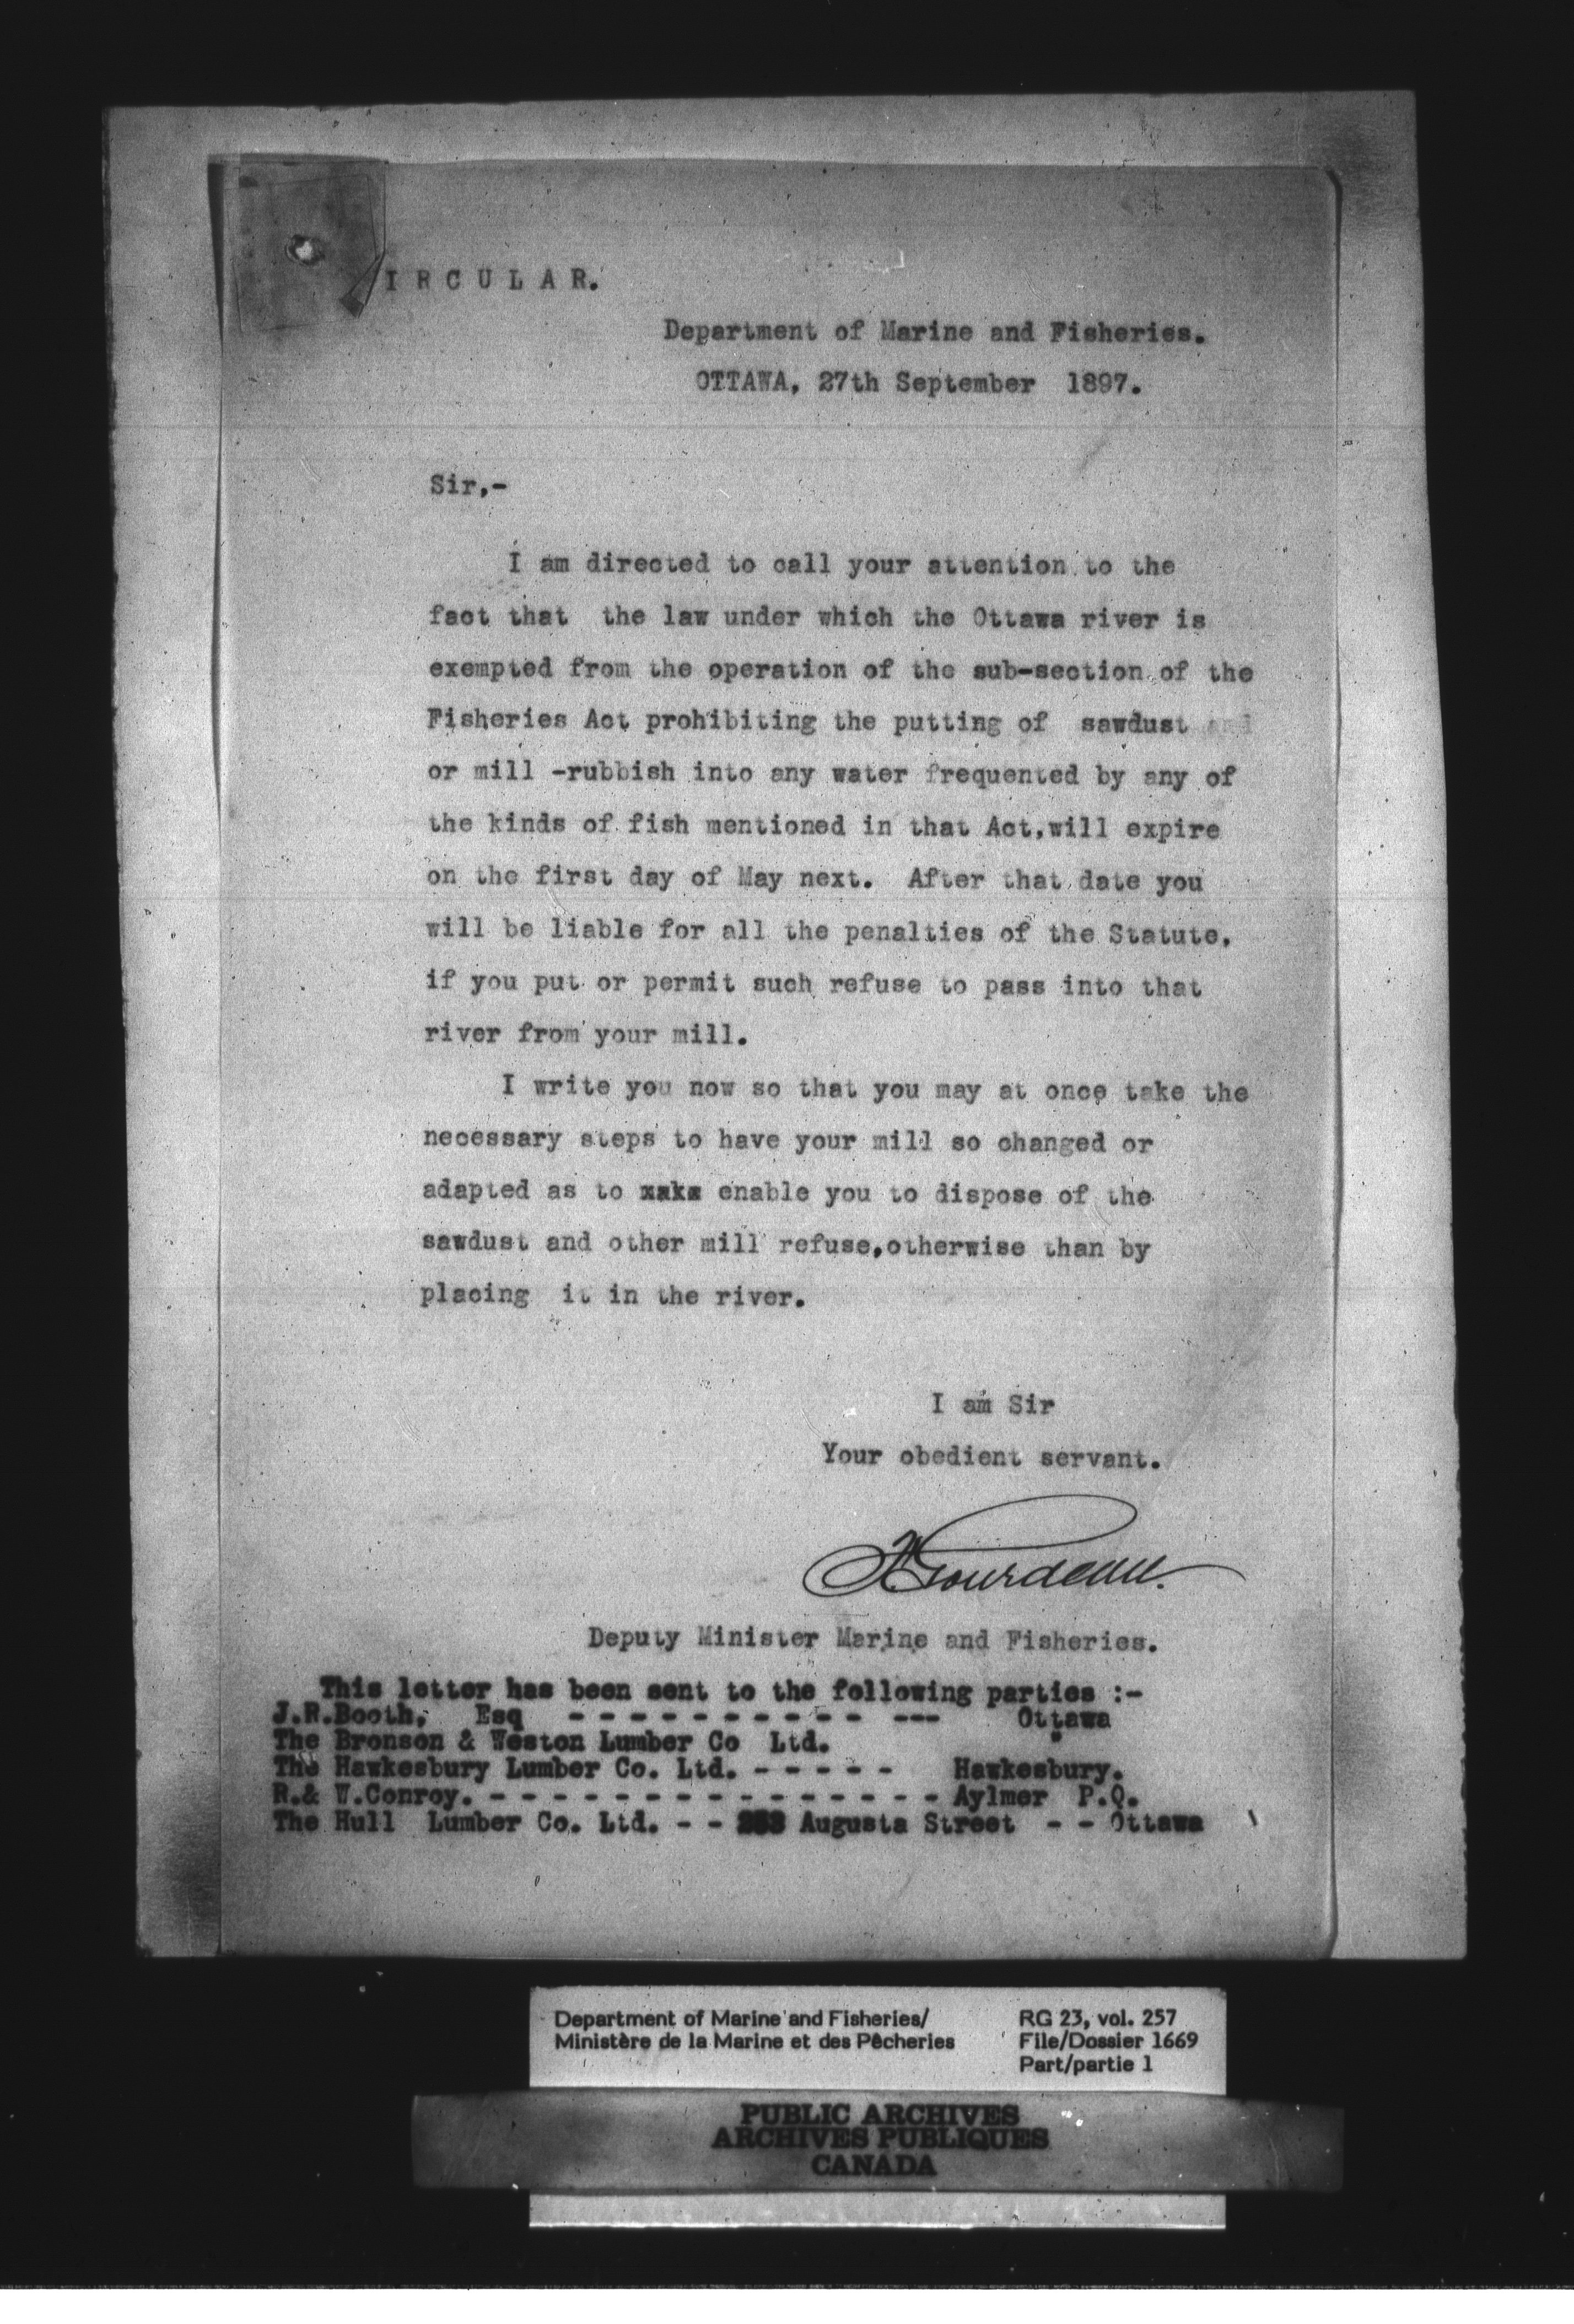 IRCULAR.
Department of Marine and Fisheries.
OTTAWA, 27th September 1897.
Sir,-
I am directed to call your attention to the
fact that the law under which the Ottawa river is
exempted from the operation of the sub-section of the
Fisheries Act prohibiting the putting of sawdust and
or mill -rubbish into any water frequented by any of
the kinds of fish mentioned in that Act,will expire
on the first day of May next. After that date you
will be liable for all the penalties of the Statute,
if you put or permit such refuse to pass into that
river from your mill.
I write you now so that you may at once take the
necessary steps to have your mill so changed or
adapted as to enable you to dispose of the
sawdust and other mill refuse,otherwise than by
placing it in the river.
I am Sir
Your obedient servant.
F Gourdeau.
Deputy Minister Marine and Fisheries.
This letter has been sent to the following parties :-
J.R.Booth, Esq - - - - - - - - - - --- Ottawa
The Bronson & Weston Lumber Co Ltd. "
The Hawkesbury Lumber Co. Ltd. - - - - - Hawkesbury.
R.& W.Conroy. - - - - - - - - - - - - - - - - Aylmer P.Q.
The Hull Lumber Co. Ltd. - - Augusta Street - - Ottawa
Department of Marine and Fisheries/
Ministère de la Marine et des Pêcheries
RG 23, vol. 257
File/Dossier 1669
Part/partie 1
PUBLIC ARCHIVES
ARCHIVES PUBLIQUES
CANADA